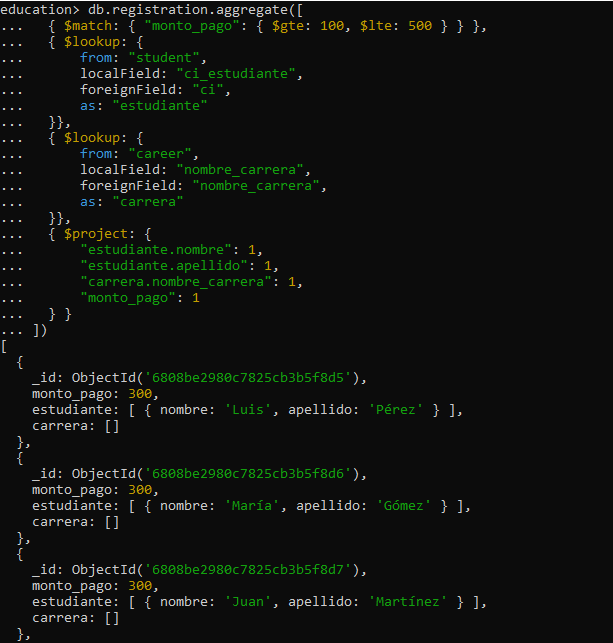 education> db.registration.aggregate([
...   { $match: { "monto_pago": { $gte: 100, $lte: 500 } } },
...   { $lookup: {
...       from: "student",
...       localField: "ci_estudiante",
...       foreignField: "ci",
...       as: "estudiante"
...   }},
...   { $lookup: {
...       from: "career",
...       localField: "nombre_carrera",
...       foreignField: "nombre_carrera",
...       as: "carrera"
...   }},
...   { $project: {
...       "estudiante.nombre": 1,
...       "estudiante.apellido": 1,
...       "carrera.nombre_carrera": 1,
...       "monto_pago": 1
...   } }
... ])
[
  {
    _id: ObjectId('6808be2980c7825cb3b5f8d5'),
    monto_pago: 300,
    estudiante: [ { nombre: 'Luis', apellido: 'Pérez' } ],
    carrera: []
  },
  {
    _id: ObjectId('6808be2980c7825cb3b5f8d6'),
    monto_pago: 300,
    estudiante: [ { nombre: 'María', apellido: 'Gómez' } ],
    carrera: []
  },
  {
    _id: ObjectId('6808be2980c7825cb3b5f8d7'),
    monto_pago: 300,
    estudiante: [ { nombre: 'Juan', apellido: 'Martínez' } ],
    carrera: []
  },